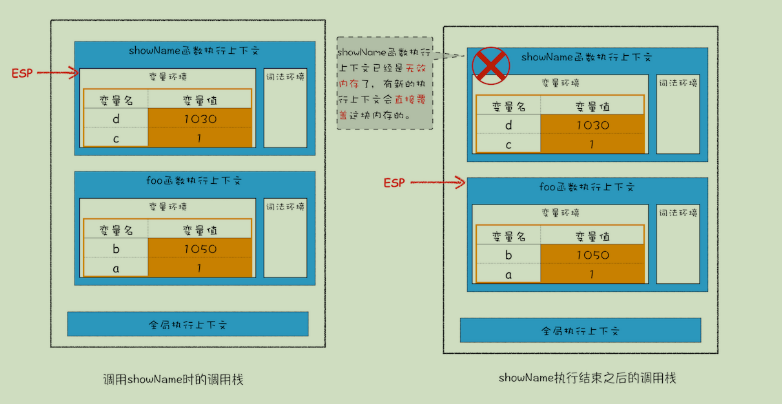 showName函数执行上下文
ESP
变量环境
词法环境
变量名 变量值
d 1030
c 1
foo函数执行上下文
变量环境
词法环境
变量名 变量值
b 1050
a 1
全局执行上下文
调用showName时的调用栈
showName函数执行
上下文已经是无效
内存了，有新的执
行上下文会直接覆
盖这块内存的。
showName函数执行上下文
变量环境
词法环境
变量名 变量值
d 1030
c 1
ESP
foo函数执行上下文
变量环境
词法环境
变量名 变量值
b 1050
a 1
全局执行上下文
showName执行结束之后的调用栈